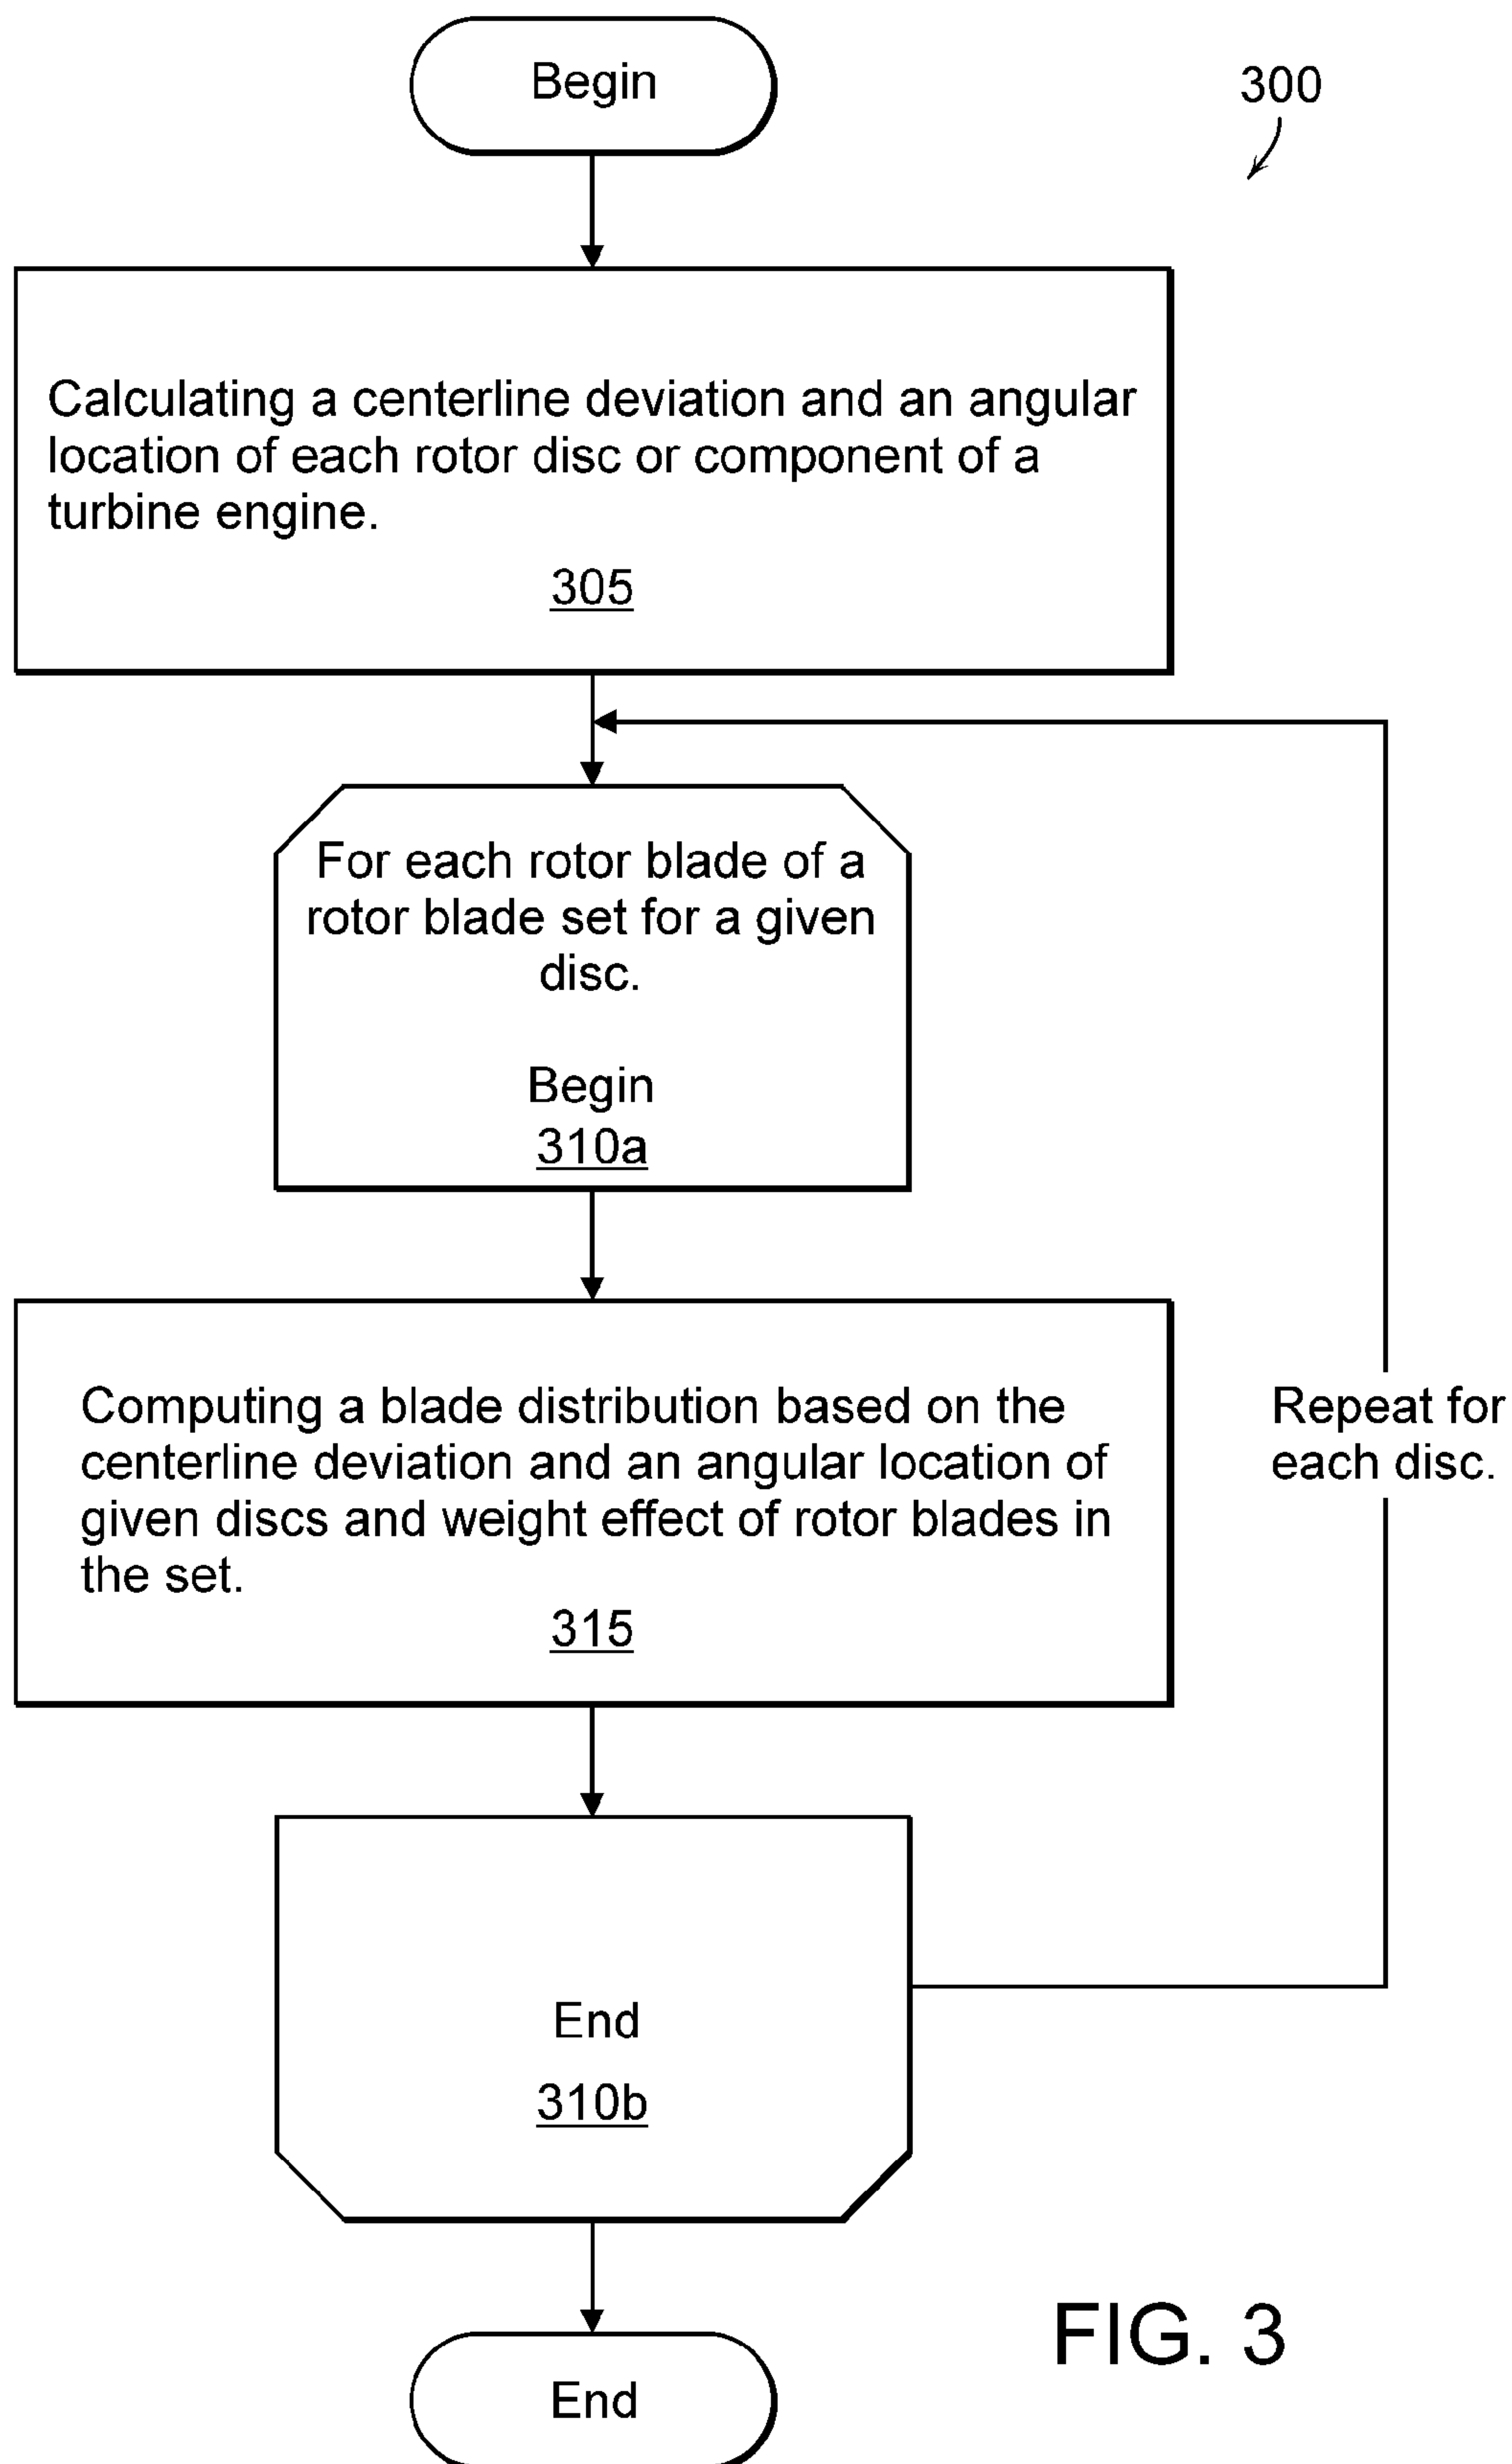 Begin
300
Calculating a centerline deviation and an angular
location of each rotor disc or component of a
turbine engine.
305
For each rotor blade of a
rotor blade set for a given
disc.
Begin
310a
Computing a blade distribution based on the
centerline deviation and an angular location of
given discs and weight effect of rotor blades in
the set.
315
Repeat for
each disc.
End
310b
End
FIG. 3